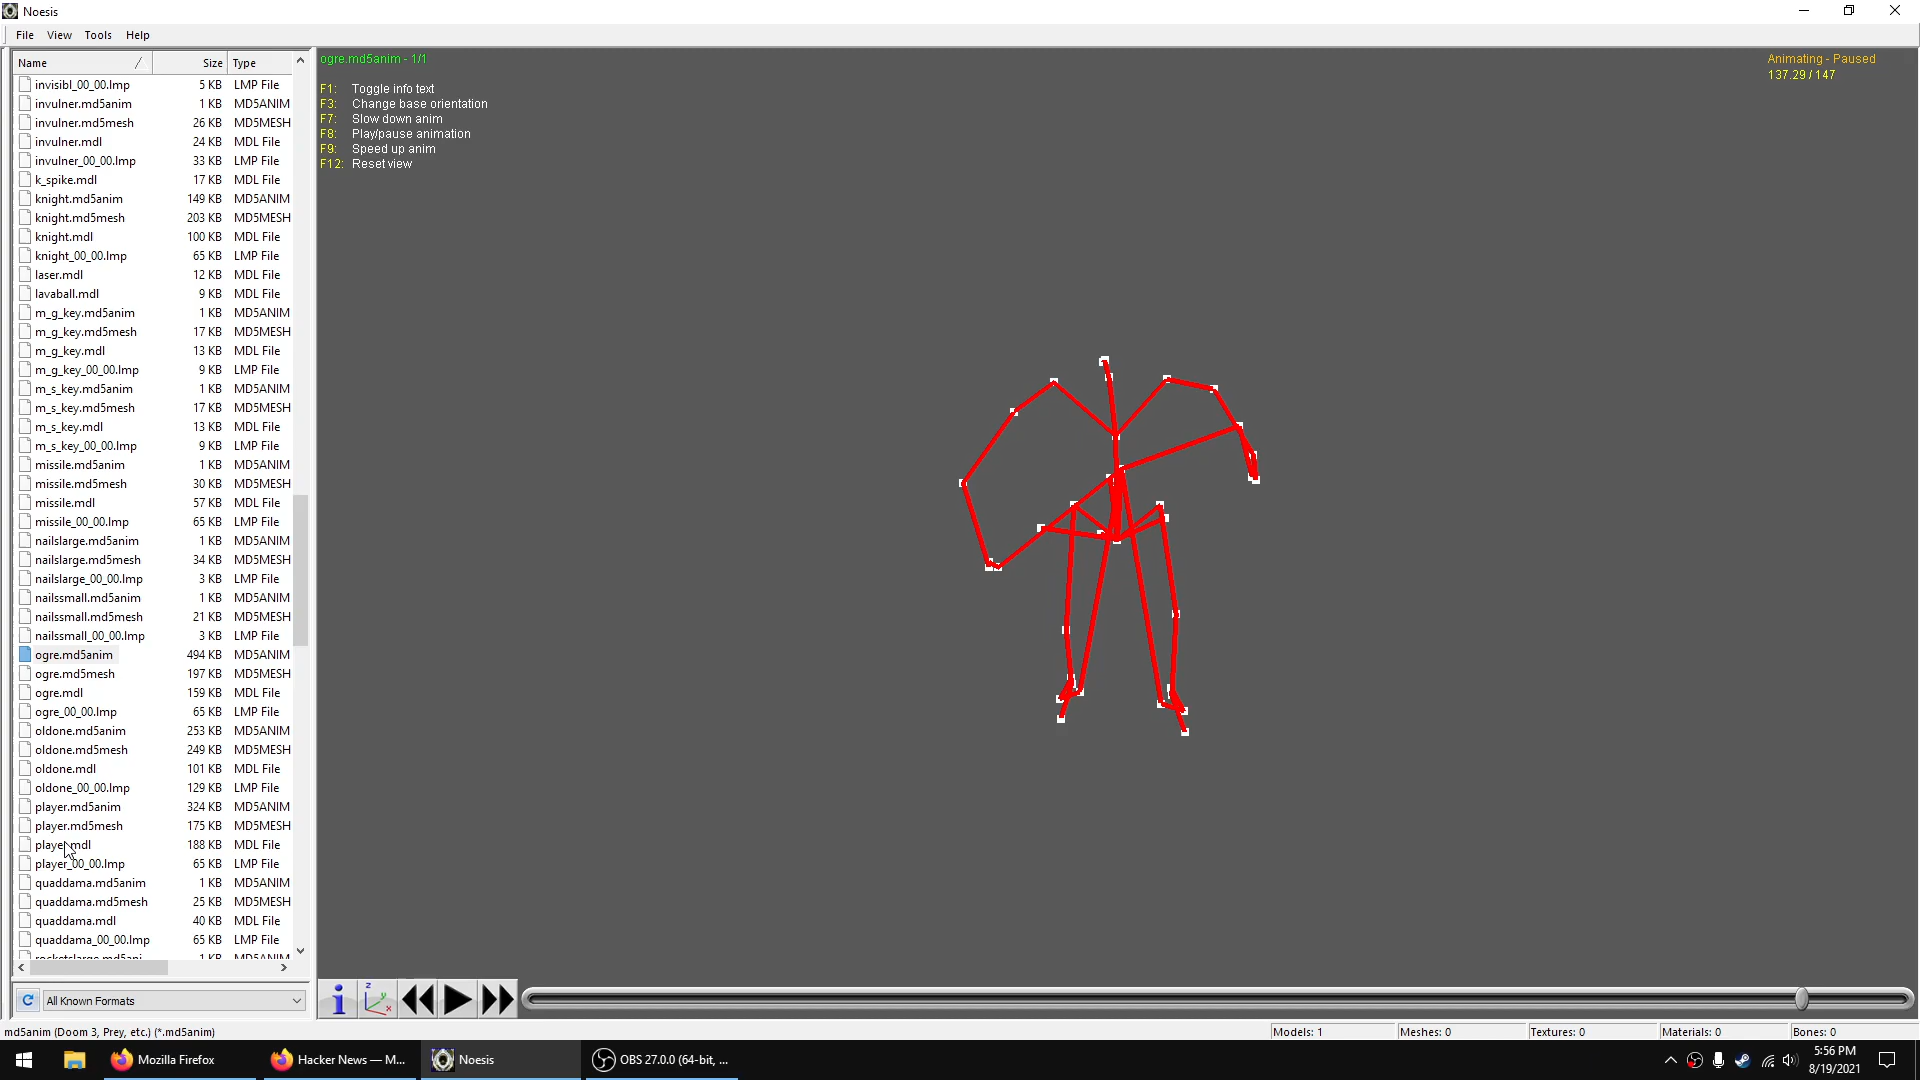 Noesis
File View Tools Help
Name / Size Type
invisibl_00_00.lmp 5 KB LMP File
invulner.md5anim 1 KB MD5ANIM
invulner.md5mesh 26 KB MD5MESH
invulner.mdl 24 KB MDL File
invulner_00_00.lmp 33 KB LMP File
k_spike.mdl 17 KB MDL File
knight.md5anim 149 KB MD5ANIM
knight.md5mesh 203 KB MD5MESH
knight.mdl 100 KB MDL File
knight_00_00.lmp 65 KB LMP File
laser.mdl 12 KB MDL File
lavaball.mdl 9 KB MDL File
m_g_key.md5anim 1 KB MD5ANIM
m_g_key.md5mesh 17 KB MD5MESH
m_g_key.mdl 13 KB MDL File
m_g_key_00_00.lmp 9 KB LMP File
m_s_key.md5anim 1 KB MD5ANIM
m_s_key.md5mesh 17 KB MD5MESH
m_s_key.mdl 13 KB MDL File
m_s_key_00_00.lmp 9 KB LMP File
missile.md5anim 1 KB MD5ANIM
missile.md5mesh 30 KB MD5MESH
missile.mdl 57 KB MDL File
missile_00_00.lmp 65 KB LMP File
nailslarge.md5anim 1 KB MD5ANIM
nailslarge.md5mesh 34 KB MD5MESH
nailslarge_00_00.lmp 3 KB LMP File
nailssmall.md5anim 1 KB MD5ANIM
nailssmall.md5mesh 21 KB MD5MESH
nailssmall_00_00.lmp 3 KB LMP File
ogre.md5anim 494 KB MD5ANIM
ogre.md5mesh 197 KB MD5MESH
ogre.mdl 159 KB MDL File
ogre_00_00.lmp 65 KB LMP File
oldone.md5anim 253 KB MD5ANIM
oldone.md5mesh 249 KB MD5MESH
oldone.mdl 101 KB MDL File
oldone_00_00.lmp 129 KB LMP File
player.md5anim 324 KB MD5ANIM
player.md5mesh 175 KB MD5MESH
player.mdl 188 KB MDL File
player_00_00.lmp 65 KB LMP File
quaddama.md5anim 1 KB MD5ANIM
quaddama.md5mesh 25 KB MD5MESH
quaddama.mdl 40 KB MDL File
quaddama_00_00.lmp 65 KB LMP File
rocketslarge.md5ani... 1 KB MD5ANIM
All Known Formats
ogre.md5anim - 1/1
F1: Toggle info text
F3: Change base orientation
F7: Slow down anim
F8: Play/pause animation
F9: Speed up anim
F12: Reset view
Animating - Paused
137.29 / 147
i
z
y
x
md5anim (Doom 3, Prey, etc.) (*.md5anim) Models: 1 Meshes: 0 Textures: 0 Materials: 0 Bones: 0
Mozilla Firefox Hacker News — M... Noesis OBS 27.0.0 (64-bit, ...
5:56 PM
8/19/2021